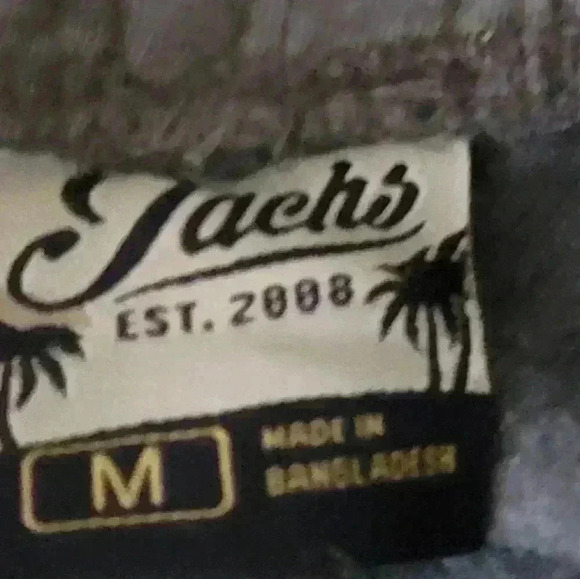 Jachs
EST. 2008
M
MADE IN
BANGLADESH